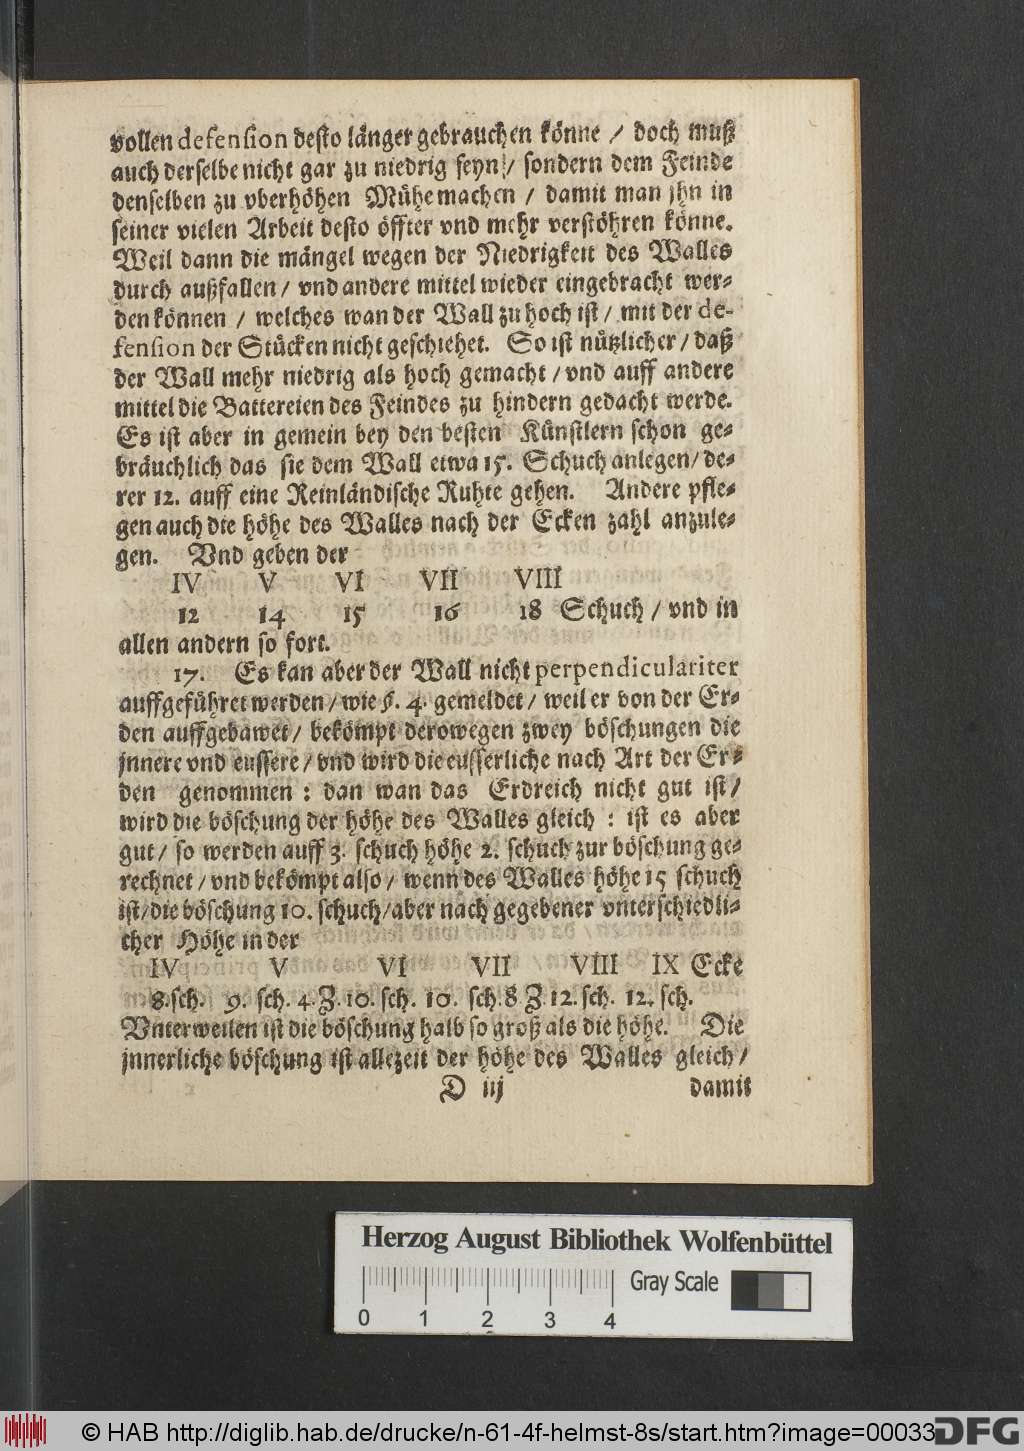 vollen defension desto länger gebrauchen könne / doch muß
auch derselbe nicht gar zu niedrig seyn / sondern dem Feinde
denselben zu vberhöhen Mühe machen / damit man jhn in
seiner vielen Arbeit desto öffter vnd mehr verstöhren könne.
Weil dann die mängel wegen der Niedrigkeit des Walles
durch außfallen / vnd andere mittel wieder eingebracht wer⸗
den können / welches wan der Wall zu hoch ist / mit der de-
fension der Stücken nicht geschiehet. So ist nützlicher / daß
der Wall mehr niedrig als hoch gemacht / vnd auff andere
mittel die Battereien des Feindes zu hindern gedacht werde.
Es ist aber in gemein bey den besten Künstlern schon ge⸗
bräuchlich das sie dem Wall etwa 15. Schuch anlegen / de⸗
rer 12. auff eine Reinländische Ruhte gehen. Andere pfle⸗
gen auch die höhe des Walles nach der Ecken zahl anzule⸗
gen. Vnd geben der
IV V VI VII VIII
12 14 15 16 18 Schuch / vnd in
allen andern so fort.
17. Es kan aber der Wall nicht perpendiculariter
auffgeführet werden / wie §. 4. gemeldet / weil er von der Er⸗
den auffgebawet / bekömpt derowegen zwey böschungen die
jnnere vnd eussere / vnd wird die eusserliche nach Art der Er⸗
den genommen : dan wan das Erdreich nicht gut ist /
wird die böschung der höhe des Walles gleich : ist es aber
gut / so werden auff 3. schuch höhe 2. schuch zur böschung ge⸗
rechnet / vnd bekömpt also / wenn des Walles höhe 15 schuch
ist / die böschung 10. schuch / aber nach gegebener vnterschiedli⸗
cher Höhe in der
IV V VI VII VIII IX Ecke
8. sch. 9. sch. 4 Z. 10. sch. 10. sch. 8 Z. 12. sch. 12. sch.
Vnterweilen ist die böschung halb so groß als die höhe. Die
jnnerliche böschung ist allezeit der höhe des Walles gleich /
D iij damit
Herzog August Bibliothek Wolfenbüttel
Gray Scale
0 1 2 3 4
© HAB http://diglib.hab.de/drucke/n-61-4f-helmst-8s/start.htm?image=00033
DFG